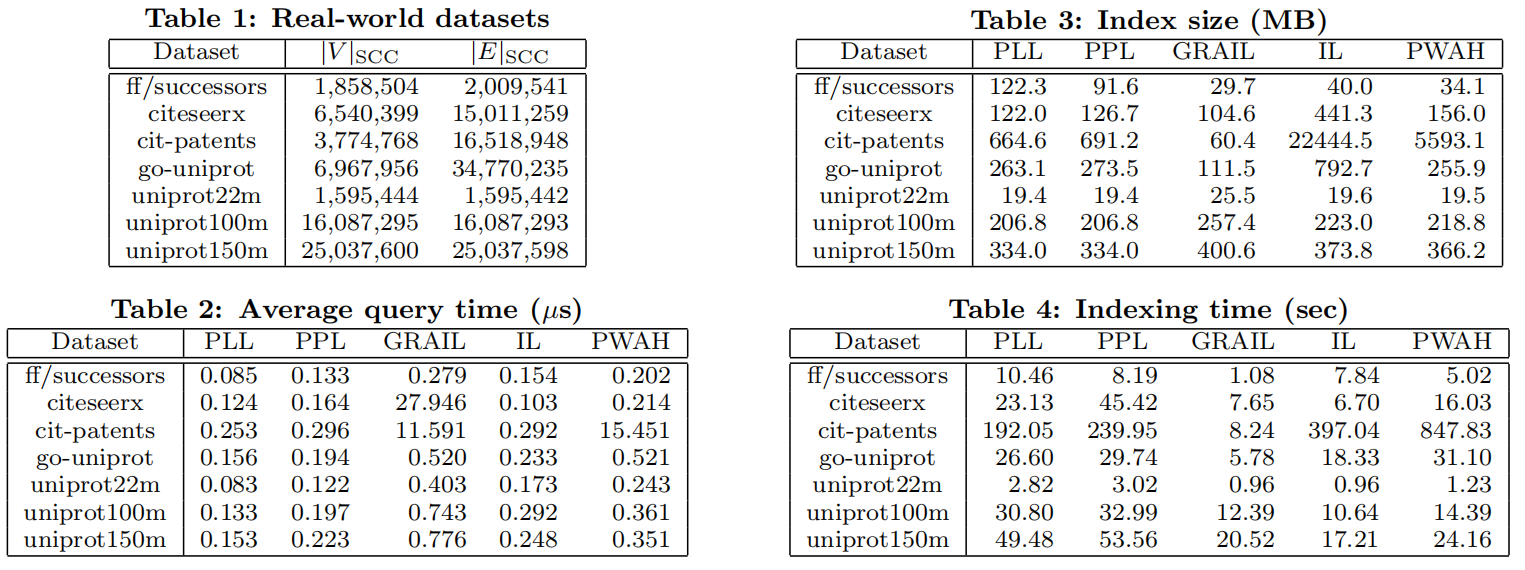 Table 1: Real-world datasets
Dataset |V|SCC |E|SCC
ff/successors 1,858,504 2,009,541
citeseerx 6,540,399 15,011,259
cit-patents 3,774,768 16,518,948
go-uniprot 6,967,956 34,770,235
uniprot22m 1,595,444 1,595,442
uniprot100m 16,087,295 16,087,293
uniprot150m 25,037,600 25,037,598
Table 3: Index size (MB)
Dataset PLL PPL GRAIL IL PWAH
ff/successors 122.3 91.6 29.7 40.0 34.1
citeseerx 122.0 126.7 104.6 441.3 156.0
cit-patents 664.6 691.2 60.4 22444.5 5593.1
go-uniprot 263.1 273.5 111.5 792.7 255.9
uniprot22m 19.4 19.4 25.5 19.6 19.5
uniprot100m 206.8 206.8 257.4 223.0 218.8
uniprot150m 334.0 334.0 400.6 373.8 366.2
Table 2: Average query time (μs)
Dataset PLL PPL GRAIL IL PWAH
ff/successors 0.085 0.133 0.279 0.154 0.202
citeseerx 0.124 0.164 27.946 0.103 0.214
cit-patents 0.253 0.296 11.591 0.292 15.451
go-uniprot 0.156 0.194 0.520 0.233 0.521
uniprot22m 0.083 0.122 0.403 0.173 0.243
uniprot100m 0.133 0.197 0.743 0.292 0.361
uniprot150m 0.153 0.223 0.776 0.248 0.351
Table 4: Indexing time (sec)
Dataset PLL PPL GRAIL IL PWAH
ff/successors 10.46 8.19 1.08 7.84 5.02
citeseerx 23.13 45.42 7.65 6.70 16.03
cit-patents 192.05 239.95 8.24 397.04 847.83
go-uniprot 26.60 29.74 5.78 18.33 31.10
uniprot22m 2.82 3.02 0.96 0.96 1.23
uniprot100m 30.80 32.99 12.39 10.64 14.39
uniprot150m 49.48 53.56 20.52 17.21 24.16